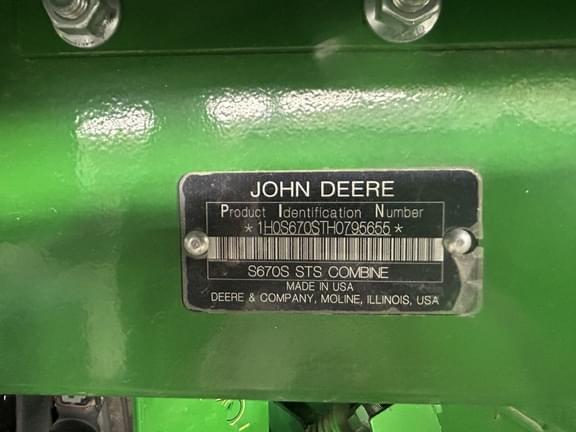 JOHN DEERE
Product Identification Number
*1H0S670STH0795655*
S670S STS COMBINE
MADE IN USA
DEERE & COMPANY, MOLINE, ILLINOIS, USA